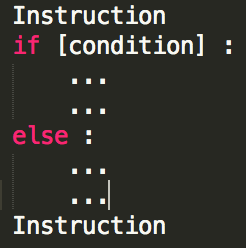 Instruction
if [condition] :
    ...
    ...
else :
    ...
    ...
Instruction